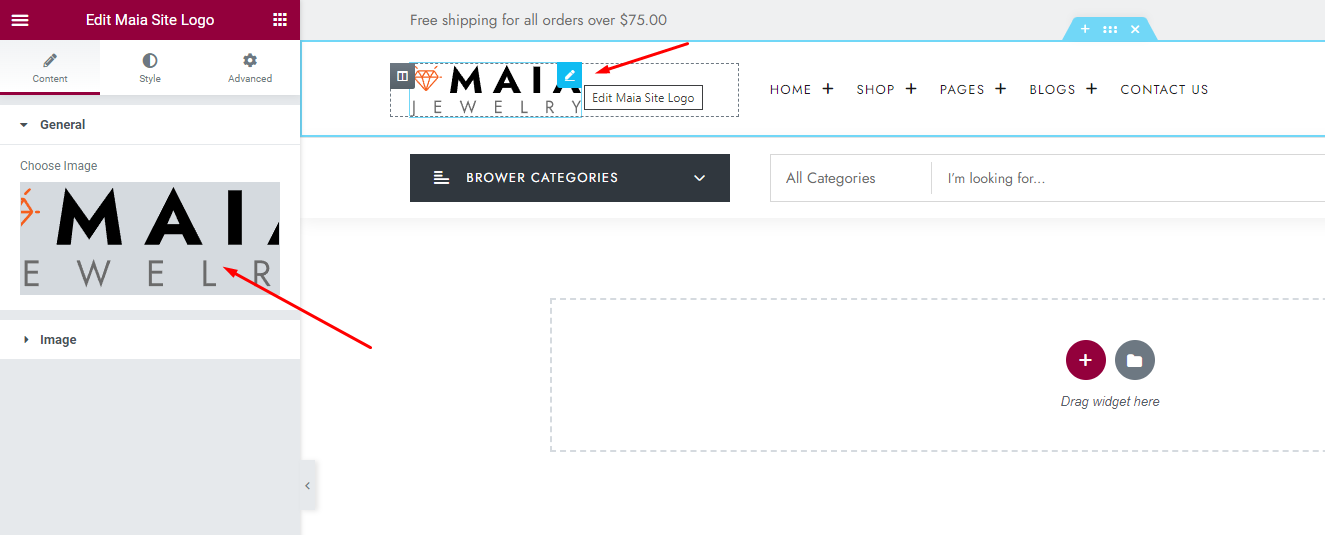 Edit Maia Site Logo
Content
Style
Advanced
General
Choose Image
MAIA
EWELR
Image
Free shipping for all orders over $75.00
MAIA
JEWELRY
Edit Maia Site Logo
HOME
SHOP
PAGES
BLOGS
CONTACT US
BROWER CATEGORIES
All Categories
I'm looking for...
Drag widget here